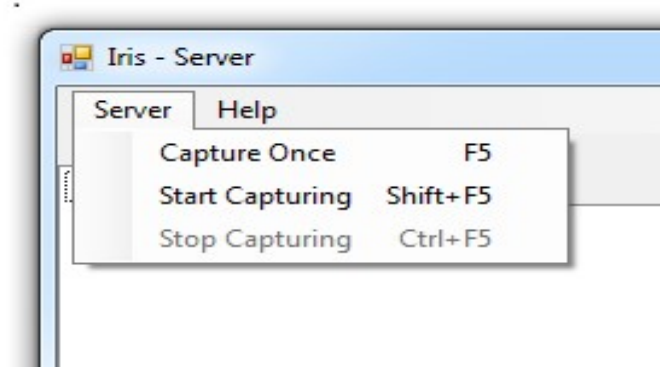 Iris - Server
Server Help
Capture Once F5
Start Capturing Shift+F5
Stop Capturing Ctrl+F5